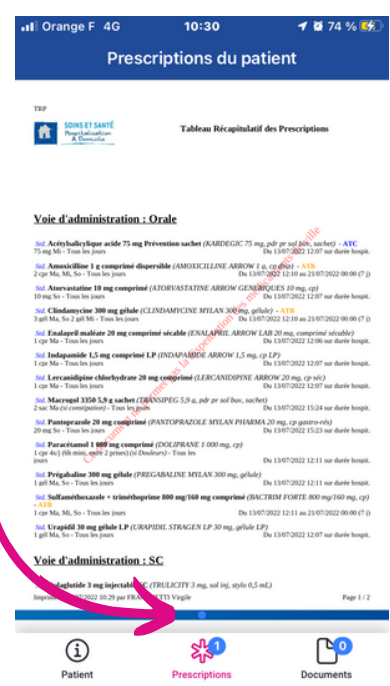 Orange F 4G 10:30 74 %
Prescriptions du patient
TRP
SOINS ET SANTÉ
Hospitalisation
A Domicile
Tableau Récapitulatif des Prescriptions
Voie d'administration : Orale
Std. Acétylsalicylique acide 75 mg Prévention sachet (KARDEGIC 75 mg, pdr pr sol buv, sachet) - ATC
75 mg Mi - Tous les jours Du 13/07/2022 12:07 sur durée hospit.
Std. Amoxicilline 1 g comprimé dispersible (AMOXICILLINE ARROW 1 g, cp disp) - ATB
2 cpr Ma, Mi, So - Tous les jours Du 13/07/2022 12:10 au 21/07/2022 00:00 (7 j)
Std. Atorvastatine 10 mg comprimé (ATORVASTATINE ARROW GENERIQUES 10 mg, cp)
10 mg So - Tous les jours Du 13/07/2022 12:07 sur durée hospit.
Std. Clindamycine 300 mg gélule (CLINDAMYCINE MYLAN 300 mg, gélule) - ATB
3 gél Ma, So 2 gél Mi - Tous les jours Du 13/07/2022 12:10 au 21/07/2022 00:00 (7 j)
Std. Enalapril maléate 20 mg comprimé sécable (ENALAPRIL ARROW LAB 20 mg, comprimé sécable)
1 cpr Ma - Tous les jours Du 13/07/2022 12:06 sur durée hospit.
Std. Indapamide 1,5 mg comprimé LP (INDAPAMIDE ARROW 1,5 mg, cp LP)
1 cpr Ma - Tous les jours Du 13/07/2022 12:07 sur durée hospit.
Std. Lercanidipine chlorhydrate 20 mg comprimé (LERCANIDIPINE ARROW 20 mg, cp séc)
1 cpr Ma - Tous les jours Du 13/07/2022 12:07 sur durée hospit.
Std. Macrogol 3350 5,9 g sachet (TRANSIPEG 5,9 g, pdr pr sol buv, sachet)
2 sac Ma (si constipation) - Tous les jours Du 13/07/2022 15:24 sur durée hospit.
Std. Pantoprazole 20 mg comprimé (PANTOPRAZOLE MYLAN PHARMA 20 mg, cp gastro-rés)
20 mg So - Tous les jours Du 13/07/2022 15:23 sur durée hospit.
Std. Paracétamol 1 000 mg comprimé (DOLIPRANE 1 000 mg, cp)
1 cpr 4x/j (6h mini. entre 2 prises) (si Douleurs) - Tous les
jours Du 13/07/2022 12:11 sur durée hospit.
Std. Prégabaline 300 mg gélule (PREGABALINE MYLAN 300 mg, gélule)
1 gél Ma, So - Tous les jours Du 13/07/2022 12:11 sur durée hospit.
Std. Sulfaméthoxazole + triméthoprime 800 mg/160 mg comprimé (BACTRIM FORTE 800 mg/160 mg, cp)
- ATB
1 cpr Ma, Mi, So - Tous les jours Du 13/07/2022 12:11 au 21/07/2022 00:00 (7 j)
Std. Urapidil 30 mg gélule LP (URAPIDIL STRAGEN LP 30 mg, gélule LP)
1 gél Ma, So - Tous les jours Du 13/07/2022 12:07 sur durée hospit.
Voie d'administration : SC
injectable SC (TRULICITY 3 mg, sol inj, stylo 0,5 mL)
/2022 10:29 par Virgile Page 1 / 2
Patient
Prescriptions 1
Documents 0